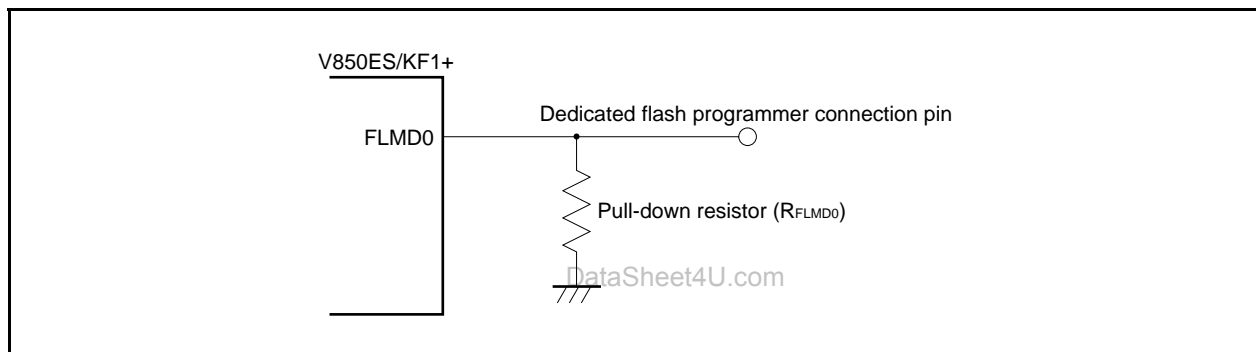 V850ES/KF1+
Dedicated flash programmer connection pin
FLMD0
Pull-down resistor (RFLMD0)
DataSheet4U.com